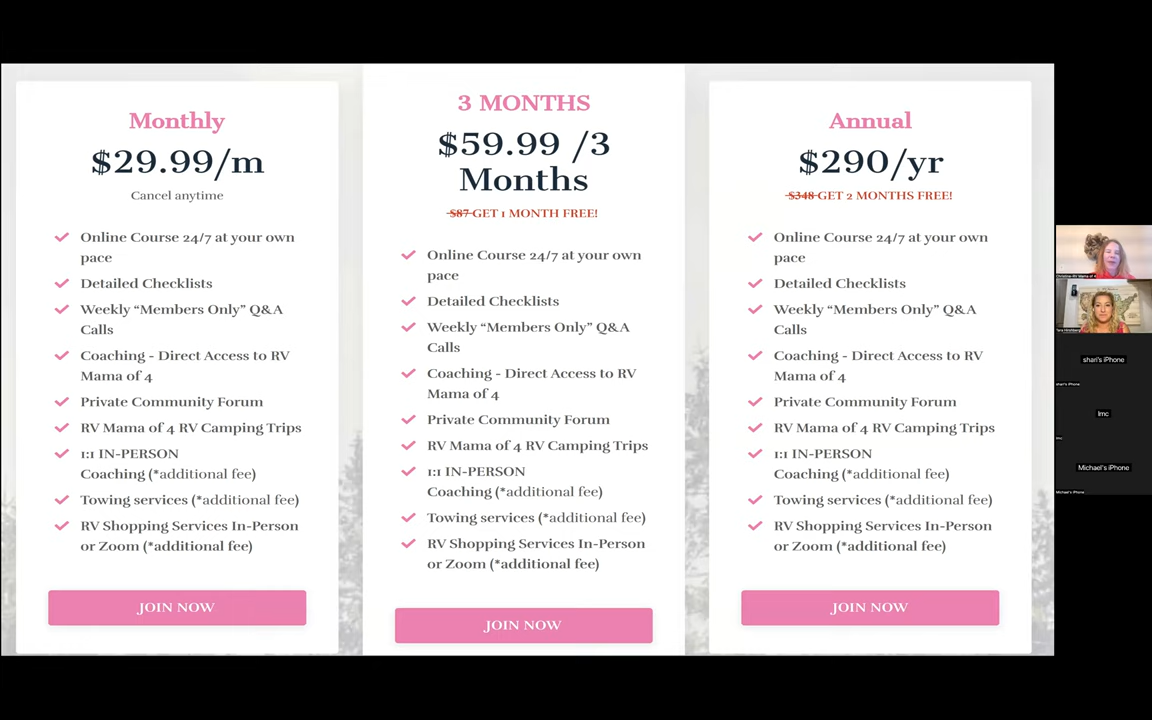 Monthly
$29.99/m
Cancel anytime
Online Course 24/7 at your own
pace
Detailed Checklists
Weekly “Members Only” Q&A
Calls
Coaching - Direct Access to RV
Mama of 4
Private Community Forum
RV Mama of 4 RV Camping Trips
1:1 IN-PERSON
Coaching (*additional fee)
Towing services (*additional fee)
RV Shopping Services In-Person
or Zoom (*additional fee)
JOIN NOW
3 MONTHS
$59.99 /3
Months
$87 GET 1 MONTH FREE!
Online Course 24/7 at your own
pace
Detailed Checklists
Weekly “Members Only” Q&A
Calls
Coaching - Direct Access to RV
Mama of 4
Private Community Forum
RV Mama of 4 RV Camping Trips
1:1 IN-PERSON
Coaching (*additional fee)
Towing services (*additional fee)
RV Shopping Services In-Person
or Zoom (*additional fee)
JOIN NOW
Annual
$290/yr
$348 GET 2 MONTHS FREE!
Online Course 24/7 at your own
pace
Detailed Checklists
Weekly “Members Only” Q&A
Calls
Coaching - Direct Access to RV
Mama of 4
Private Community Forum
RV Mama of 4 RV Camping Trips
1:1 IN-PERSON
Coaching (*additional fee)
Towing services (*additional fee)
RV Shopping Services In-Person
or Zoom (*additional fee)
JOIN NOW
shari's iPhone
shari's iPhone
lmc
Michael's iPhone
Michael's iPhone